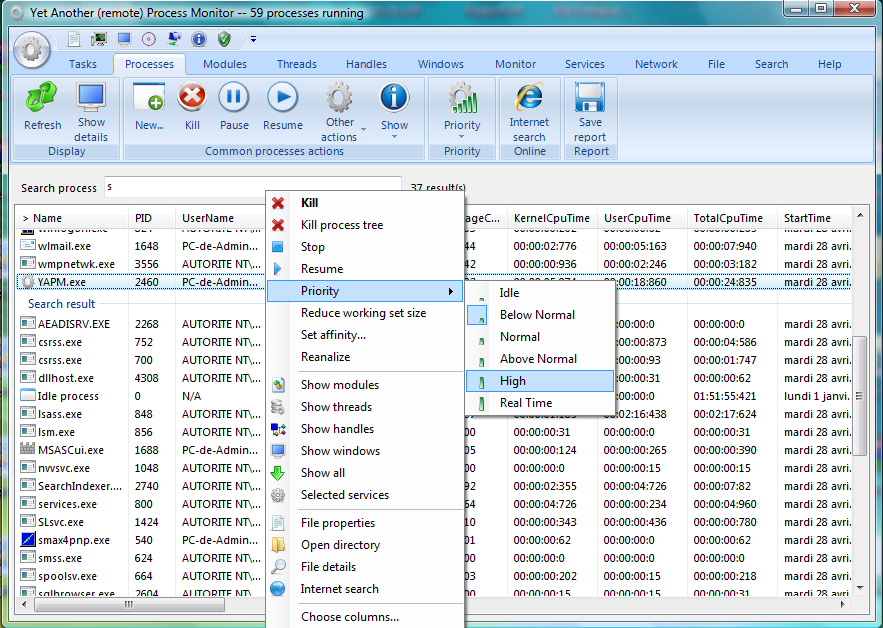 Yet Another (remote) Process Monitor -- 59 processes running
Tasks Processes Modules Threads Handles Windows Monitor Services Network File Search Help
Refresh Show details New... Kill Pause Resume Other actions Show Priority Internet search Save report
Display Common processes actions Priority Online Report
Search process s 37 result(s)
> Name PID UserName KernelCpuTime UserCpuTime TotalCpuTime StartTime
wlmail.exe 1648 PC-de-Admin... 44 00:00:02:776 00:00:05:163 00:00:07:940 mardi 28 avri...
wmpnetwk.exe 3556 AUTORITE NT\... 42 00:00:00:936 00:00:02:246 00:00:03:182 mardi 28 avri...
YAPM.exe 2460 PC-de-Admin... 00:00:18:860 00:00:24:835 mardi 28 avri...
Search result
AEADISRV.EXE 2268 AUTORITE NT\... 00:00:00:0 mardi 28 avri...
csrss.exe 752 AUTORITE NT\... :00:00:873 00:00:04:586 mardi 28 avri...
csrss.exe 700 AUTORITE NT\... :00:00:93 00:00:01:747 mardi 28 avri...
dllhost.exe 4308 AUTORITE NT\... :00:00:31 00:00:00:62 mardi 28 avri...
Idle process 0 N/A :00:00:0 01:51:55:421 lundi 1 janvi...
lsass.exe 848 AUTORITE NT\... :02:16:438 00:02:17:624 mardi 28 avri...
lsm.exe 856 AUTORITE NT\... 00 00:00:00:31 00:00:00:0 00:00:00:31 mardi 28 avri...
MSASCui.exe 1688 PC-de-Admin... 00 00:00:00:124 00:00:00:265 00:00:00:390 mardi 28 avri...
nvvsvc.exe 1048 AUTORITE NT\... 00:00:00:0 00:00:00:15 00:00:00:15 mardi 28 avri...
SearchIndexer.... 2740 AUTORITE NT\... 92 00:00:02:355 00:00:04:726 00:00:07:82 mardi 28 avri...
services.exe 800 AUTORITE NT\... 00:00:04:726 00:00:00:234 00:00:04:960 mardi 28 avri...
SLsvc.exe 1424 AUTORITE NT\... 00:00:00:343 00:00:00:436 00:00:00:780 mardi 28 avri...
smax4pnp.exe 540 PC-de-Admin... 00:00:00:62 00:00:00:0 00:00:00:62 mardi 28 avri...
smss.exe 624 AUTORITE NT\... 00:00:00:0 00:00:00:0 00:00:00:0 mardi 28 avri...
spoolsv.exe 664 AUTORITE NT\... 03 00:00:00:202 00:00:00:15 00:00:00:218 mardi 28 avri...
sqlbrowser.exe 2604 AUTORITE NT\... 00:00:00:15 00:00:00:0 00:00:00:15 mardi 28 avri...
Kill
Kill process tree
Stop
Resume
Priority
Reduce working set size
Set affinity...
Reanalize
Show modules
Show threads
Show handles
Show windows
Show all
Selected services
File properties
Open directory
File details
Internet search
Choose columns...
Idle
Below Normal
Normal
Above Normal
High
Real Time